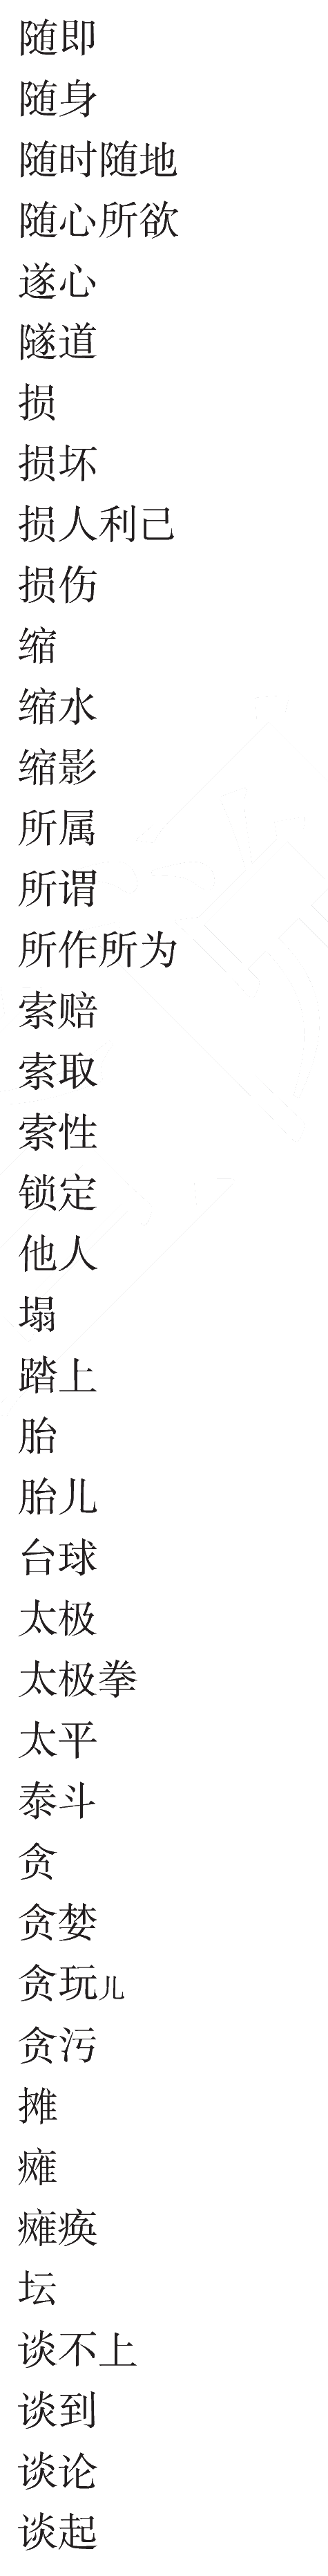 随即
随身
随时随地
随心所欲
遂心
隧道
损
损坏
损人利己
损伤
缩
缩水
缩影
所属
所谓
所作所为
索赔
索取
索性
锁定
他人
塌
踏上
胎
胎儿
台球
太极
太极拳
太平
泰斗
贪
贪婪
贪玩儿
贪污
摊
瘫
瘫痪
坛
谈不上
谈到
谈论
谈起